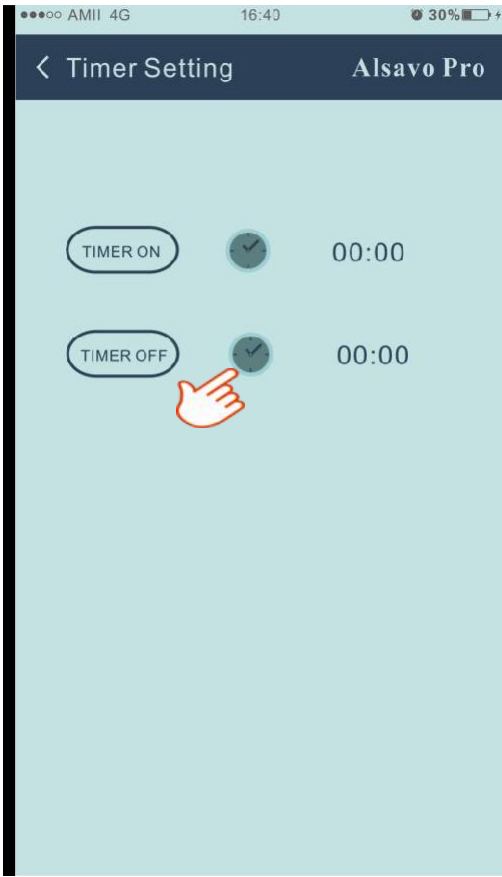 AMII 4G 16:40 30%
Timer Setting Alsavo Pro
TIMER ON 00:00
TIMER OFF 00:00